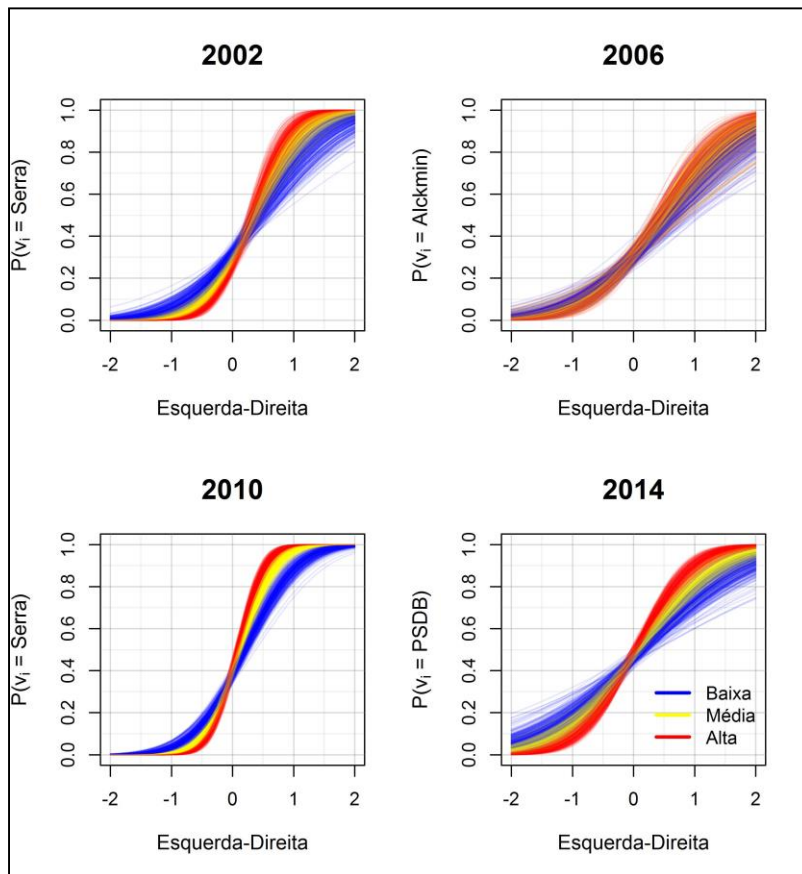 2002
P(vi = Serra)
0.0 0.2 0.4 0.6 0.8 1.0
-2 -1 0 1 2
Esquerda-Direita
2006
P(vi = Alckmin)
0.0 0.2 0.4 0.6 0.8 1.0
-2 -1 0 1 2
Esquerda-Direita
2010
P(vi = Serra)
0.0 0.2 0.4 0.6 0.8 1.0
-2 -1 0 1 2
Esquerda-Direita
2014
P(vi = PSDB)
0.0 0.2 0.4 0.6 0.8 1.0
Baixa
Média
Alta
-2 -1 0 1 2
Esquerda-Direita